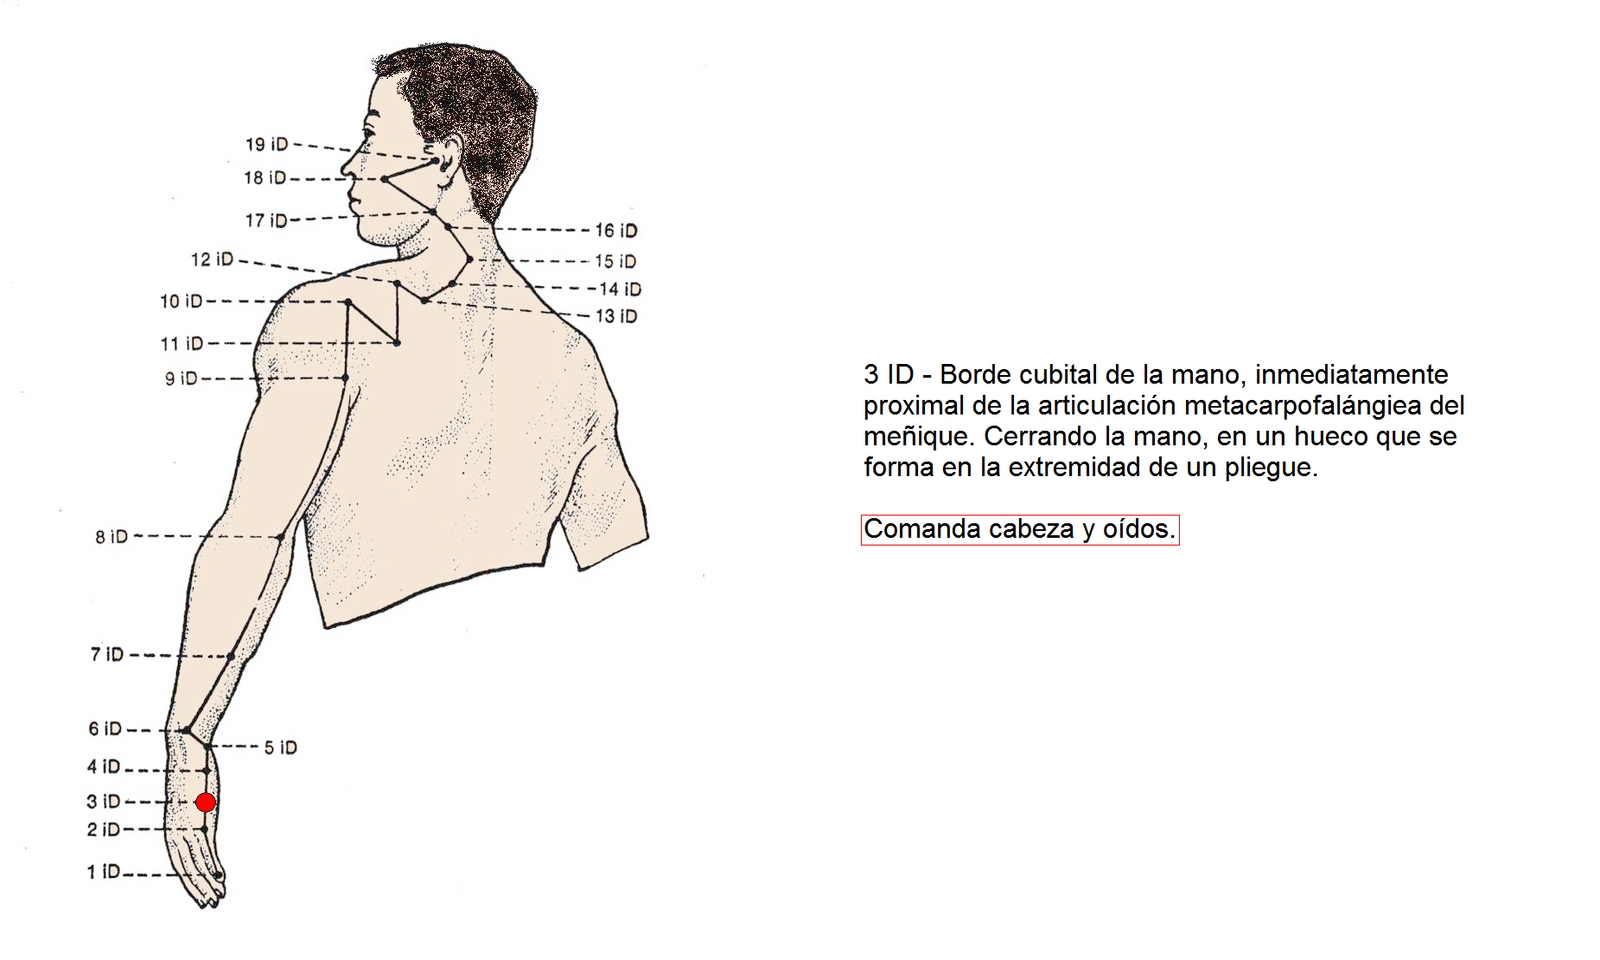 19 iD
18 iD
17 iD
16 iD
12 iD
15 iD
14 iD
10 iD
13 iD
11 iD
9 iD
3 ID - Borde cubital de la mano, inmediatamente
proximal de la articulación metacarpofalángiea del
meñique. Cerrando la mano, en un hueco que se
forma en la extremidad de un pliegue.
Comanda cabeza y oídos.
8 iD
7 iD
6 iD
5 iD
4 iD
3 iD
2 iD
1 iD